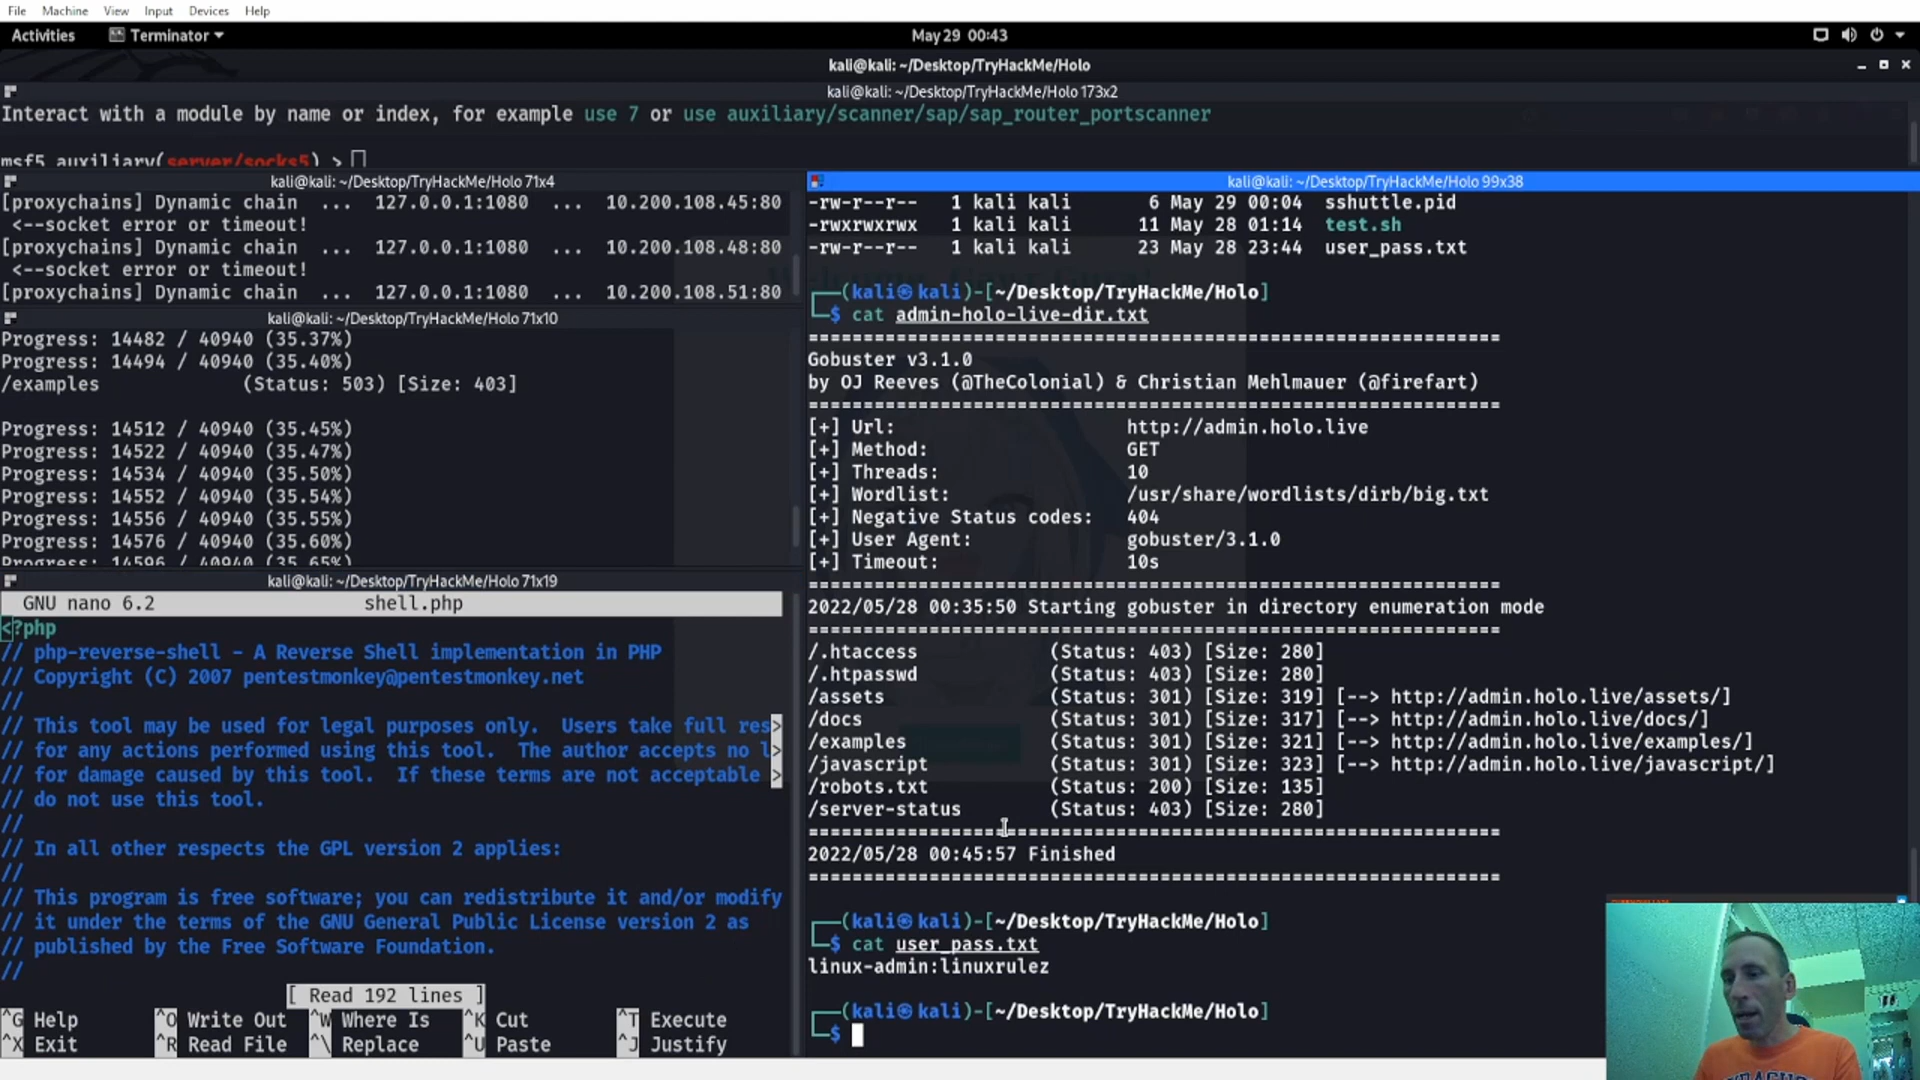 File Machine View Input Devices Help
Activities Terminator May 29 00:43
kali@kali: ~/Desktop/TryHackMe/Holo
kali@kali: ~/Desktop/TryHackMe/Holo 173x2
Interact with a module by name or index, for example use 7 or use auxiliary/scanner/sap/sap_router_portscanner
msf5 auxiliary(server/socks5) >
kali@kali: ~/Desktop/TryHackMe/Holo 71x4
[proxychains] Dynamic chain ... 127.0.0.1:1080 ... 10.200.108.45:80
<--socket error or timeout!
[proxychains] Dynamic chain ... 127.0.0.1:1080 ... 10.200.108.48:80
<--socket error or timeout!
[proxychains] Dynamic chain ... 127.0.0.1:1080 ... 10.200.108.51:80
kali@kali: ~/Desktop/TryHackMe/Holo 71x10
Progress: 14482 / 40940 (35.37%)
Progress: 14494 / 40940 (35.40%)
/examples (Status: 503) [Size: 403]
Progress: 14512 / 40940 (35.45%)
Progress: 14522 / 40940 (35.47%)
Progress: 14534 / 40940 (35.50%)
Progress: 14552 / 40940 (35.54%)
Progress: 14556 / 40940 (35.55%)
Progress: 14576 / 40940 (35.60%)
Progress: 14596 / 40940 (35.65%)
kali@kali: ~/Desktop/TryHackMe/Holo 71x19
GNU nano 6.2 shell.php
<?php
// php-reverse-shell - A Reverse Shell implementation in PHP
// Copyright (C) 2007 pentestmonkey@pentestmonkey.net
//
// This tool may be used for legal purposes only.  Users take full res>
// for any actions performed using this tool.  The author accepts no l>
// for damage caused by this tool.  If these terms are not acceptable >
// do not use this tool.
//
// In all other respects the GPL version 2 applies:
//
// This program is free software; you can redistribute it and/or modify
// it under the terms of the GNU General Public License version 2 as
// published by the Free Software Foundation.
//
[ Read 192 lines ]
^G Help ^O Write Out ^W Where Is ^K Cut ^T Execute
^X Exit ^R Read File ^\ Replace ^U Paste ^J Justify
kali@kali: ~/Desktop/TryHackMe/Holo 99x38
-rw-r--r-- 1 kali kali 6 May 29 00:04 sshuttle.pid
-rwxrwxrwx 1 kali kali 11 May 28 01:14 test.sh
-rw-r--r-- 1 kali kali 23 May 28 23:44 user_pass.txt
┌──(kali㉿kali)-[~/Desktop/TryHackMe/Holo]
└─$ cat admin-holo-live-dir.txt
===============================================================
Gobuster v3.1.0
by OJ Reeves (@TheColonial) & Christian Mehlmauer (@firefart)
===============================================================
[+] Url: http://admin.holo.live
[+] Method: GET
[+] Threads: 10
[+] Wordlist: /usr/share/wordlists/dirb/big.txt
[+] Negative Status codes: 404
[+] User Agent: gobuster/3.1.0
[+] Timeout: 10s
===============================================================
2022/05/28 00:35:50 Starting gobuster in directory enumeration mode
===============================================================
/.htaccess (Status: 403) [Size: 280]
/.htpasswd (Status: 403) [Size: 280]
/assets (Status: 301) [Size: 319] [--> http://admin.holo.live/assets/]
/docs (Status: 301) [Size: 317] [--> http://admin.holo.live/docs/]
/examples (Status: 301) [Size: 321] [--> http://admin.holo.live/examples/]
/javascript (Status: 301) [Size: 323] [--> http://admin.holo.live/javascript/]
/robots.txt (Status: 200) [Size: 135]
/server-status (Status: 403) [Size: 280]
===============================================================
2022/05/28 00:45:57 Finished
===============================================================
┌──(kali㉿kali)-[~/Desktop/TryHackMe/Holo]
└─$ cat user_pass.txt
linux-admin:linuxrulez
┌──(kali㉿kali)-[~/Desktop/TryHackMe/Holo]
└─$